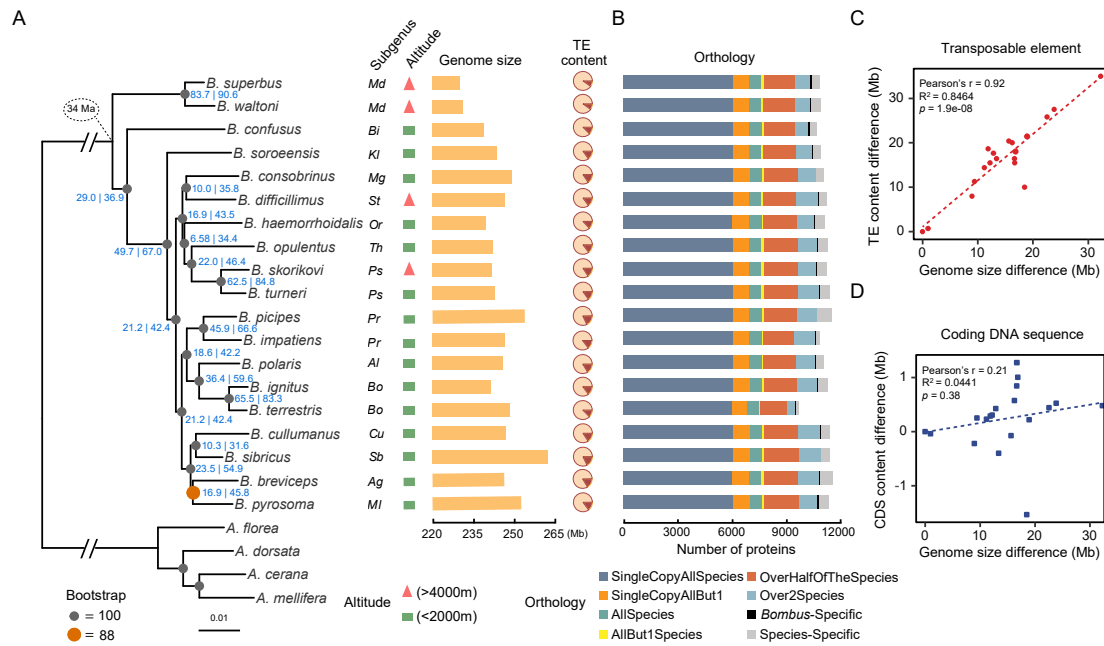 A
Subgenus
Altitude
Genome size
TE
content
34 Ma
B. superbus
83.7 | 90.6
B. waltoni
B. confusus
29.0 | 36.9
B. soroeensis
49.7 | 67.0
B. consobrinus
10.0 | 35.8
B. difficillimus
16.9 | 43.5
B. haemorrhoidalis
6.58 | 34.4
B. opulentus
22.0 | 46.4
B. skorikovi
62.5 | 84.8
B. turneri
21.2 | 42.4
B. picipes
45.9 | 66.6
B. impatiens
18.6 | 42.2
B. polaris
36.4 | 59.6
B. ignitus
65.5 | 83.3
B. terrestris
21.2 | 42.4
B. cullumanus
10.3 | 31.6
B. sibricus
23.5 | 54.9
B. breviceps
16.9 | 45.8
B. pyrosoma
A. florea
A. dorsata
A. cerana
A. mellifera
0.01
Bootstrap
= 100
= 88
Md
Md
Bi
Kl
Mg
St
Or
Th
Ps
Ps
Pr
Pr
Al
Bo
Bo
Cu
Sb
Ag
Ml
220 235 250 265 (Mb)
Altitude
(>4000m)
(<2000m)
B
Orthology
0 3000 6000 9000 12000
Number of proteins
Orthology
SingleCopyAllSpecies
SingleCopyAllBut1
AllSpecies
AllBut1Species
OverHalfOfTheSpecies
Over2Species
Bombus-Specific
Species-Specific
C
Transposable element
Pearson's r = 0.92
R² = 0.8464
p = 1.9e-08
TE content difference (Mb)
30
20
10
0
0 10 20 30
Genome size difference (Mb)
D
Coding DNA sequence
Pearson's r = 0.21
R² = 0.0441
p = 0.38
CDS content difference (Mb)
1
0
-1
0 10 20 30
Genome size difference (Mb)